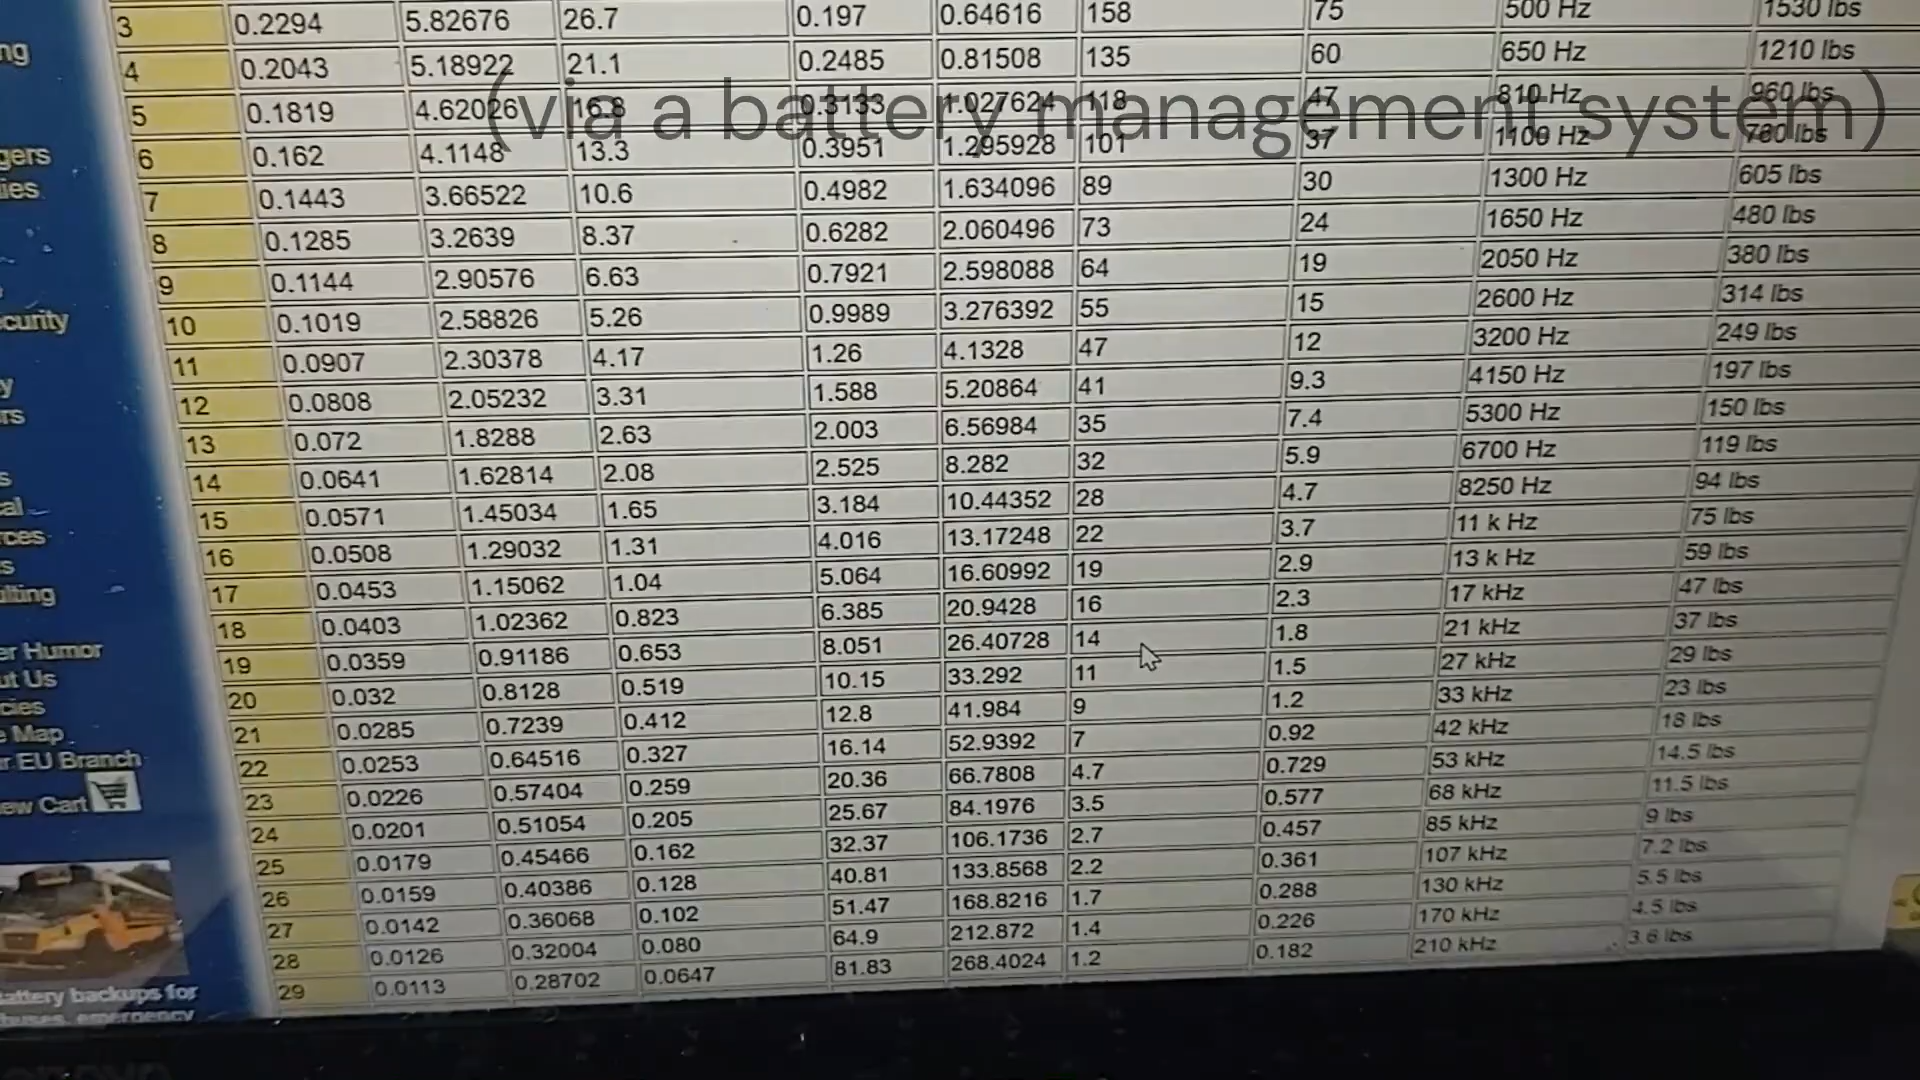 3 0.2294 5.82676 26.7 0.197 0.64616 158 75 500 Hz 1530 lbs
4 0.2043 5.18922 21.1 0.2485 0.81508 135 60 650 Hz 1210 lbs
(via a battery management system)
5 0.1819 4.62026 16.8 0.3133 1.027624 118 47 810 Hz 960 lbs
6 0.162 4.1148 13.3 0.3951 1.295928 101 37 1100 Hz 760 lbs
7 0.1443 3.66522 10.6 0.4982 1.634096 89 30 1300 Hz 605 lbs
8 0.1285 3.2639 8.37 0.6282 2.060496 73 24 1650 Hz 480 lbs
9 0.1144 2.90576 6.63 0.7921 2.598088 64 19 2050 Hz 380 lbs
10 0.1019 2.58826 5.26 0.9989 3.276392 55 15 2600 Hz 314 lbs
11 0.0907 2.30378 4.17 1.26 4.1328 47 12 3200 Hz 249 lbs
12 0.0808 2.05232 3.31 1.588 5.20864 41 9.3 4150 Hz 197 lbs
13 0.072 1.8288 2.63 2.003 6.56984 35 7.4 5300 Hz 150 lbs
14 0.0641 1.62814 2.08 2.525 8.282 32 5.9 6700 Hz 119 lbs
15 0.0571 1.45034 1.65 3.184 10.44352 28 4.7 8250 Hz 94 lbs
16 0.0508 1.29032 1.31 4.016 13.17248 22 3.7 11 k Hz 75 lbs
17 0.0453 1.15062 1.04 5.064 16.60992 19 2.9 13 k Hz 59 lbs
18 0.0403 1.02362 0.823 6.385 20.9428 16 2.3 17 kHz 47 lbs
19 0.0359 0.91186 0.653 8.051 26.40728 14 1.8 21 kHz 37 lbs
20 0.032 0.8128 0.519 10.15 33.292 11 1.5 27 kHz 29 lbs
21 0.0285 0.7239 0.412 12.8 41.984 9 1.2 33 kHz 23 lbs
22 0.0253 0.64516 0.327 16.14 52.9392 7 0.92 42 kHz 18 lbs
23 0.0226 0.57404 0.259 20.36 66.7808 4.7 0.729 53 kHz 14.5 lbs
24 0.0201 0.51054 0.205 25.67 84.1976 3.5 0.577 68 kHz 11.5 lbs
25 0.0179 0.45466 0.162 32.37 106.1736 2.7 0.457 85 kHz 9 lbs
26 0.0159 0.40386 0.128 40.81 133.8568 2.2 0.361 107 kHz 7.2 lbs
27 0.0142 0.36068 0.102 51.47 168.8216 1.7 0.288 130 kHz 5.5 lbs
28 0.0126 0.32004 0.080 64.9 212.872 1.4 0.226 170 kHz 4.5 lbs
29 0.0113 0.28702 0.0647 81.83 268.4024 1.2 0.182 210 kHz 3.6 lbs
ng
gers
ies
curity
y
rs
s
al
rces
s
ulting
er Humor
ut Us
cies
e Map
r EU Branch
ew Cart
attery backups for
buses, emergency